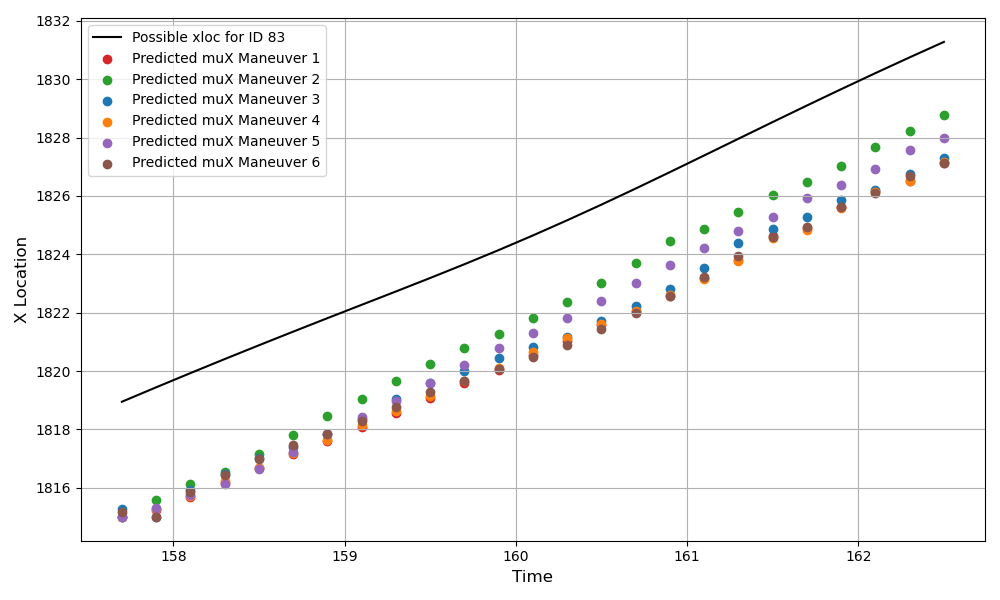 1832
1830
1828
1826
1824
1822
1820
1818
1816
X Location
Possible xloc for ID 83
Predicted muX Maneuver 1
Predicted muX Maneuver 2
Predicted muX Maneuver 3
Predicted muX Maneuver 4
Predicted muX Maneuver 5
Predicted muX Maneuver 6
158
159
160
161
162
Time